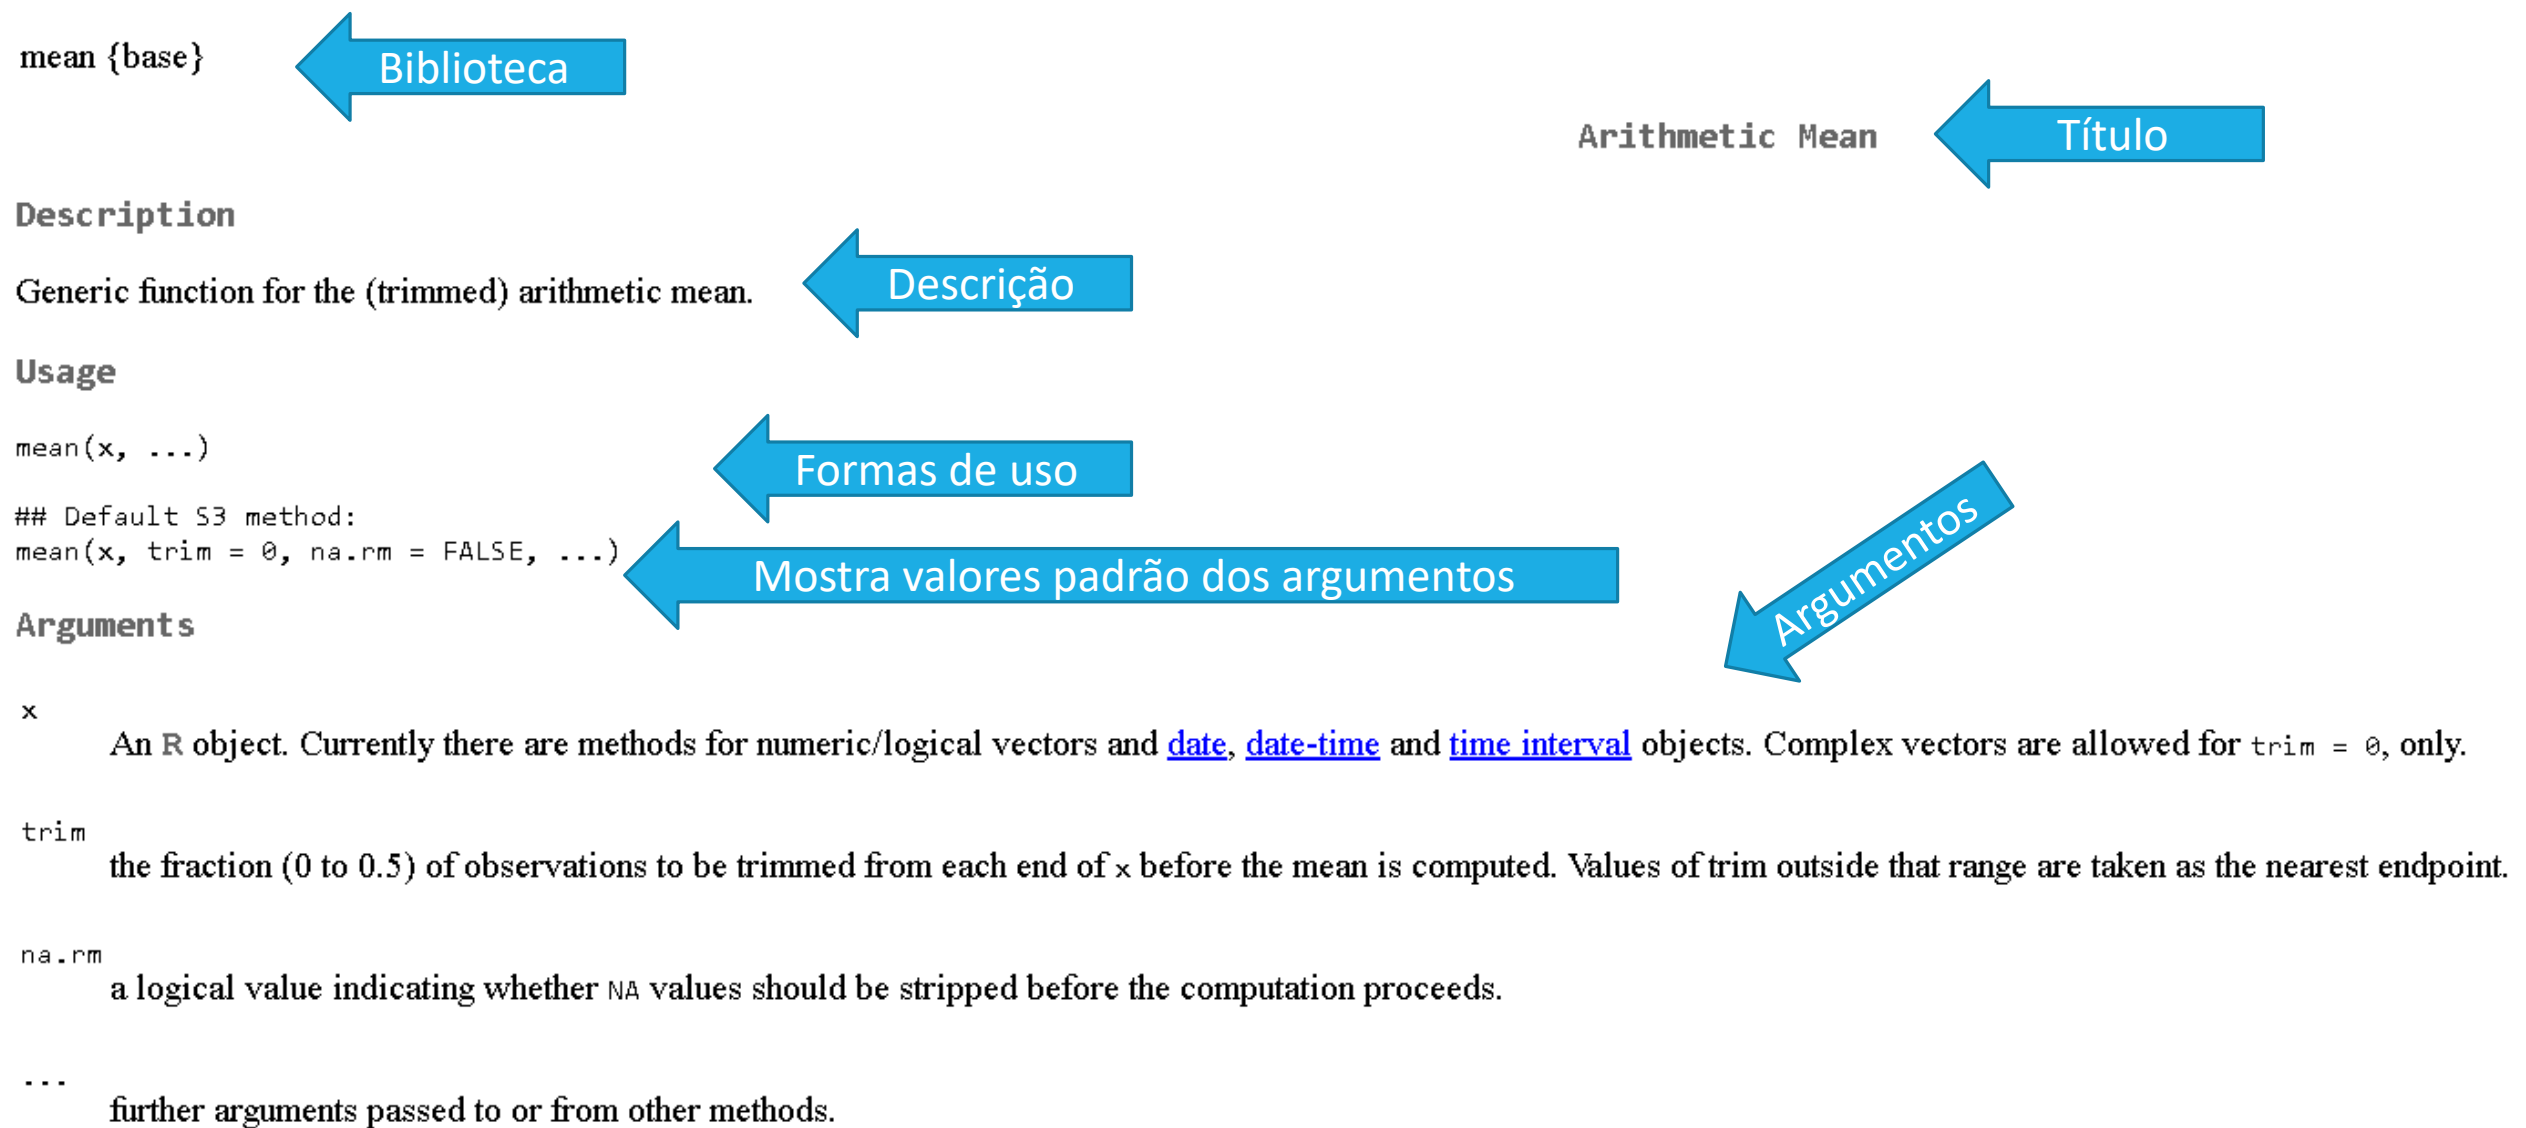 mean {base}
Biblioteca
Arithmetic Mean
Título
Description
Generic function for the (trimmed) arithmetic mean.
Descrição
Usage
mean(x, ...)
Formas de uso
## Default S3 method:
mean(x, trim = 0, na.rm = FALSE, ...)
Mostra valores padrão dos argumentos
Argumentos
Arguments
x
An R object. Currently there are methods for numeric/logical vectors and date, date-time and time interval objects. Complex vectors are allowed for trim = 0, only.
trim
the fraction (0 to 0.5) of observations to be trimmed from each end of x before the mean is computed. Values of trim outside that range are taken as the nearest endpoint.
na.rm
a logical value indicating whether NA values should be stripped before the computation proceeds.
...
further arguments passed to or from other methods.